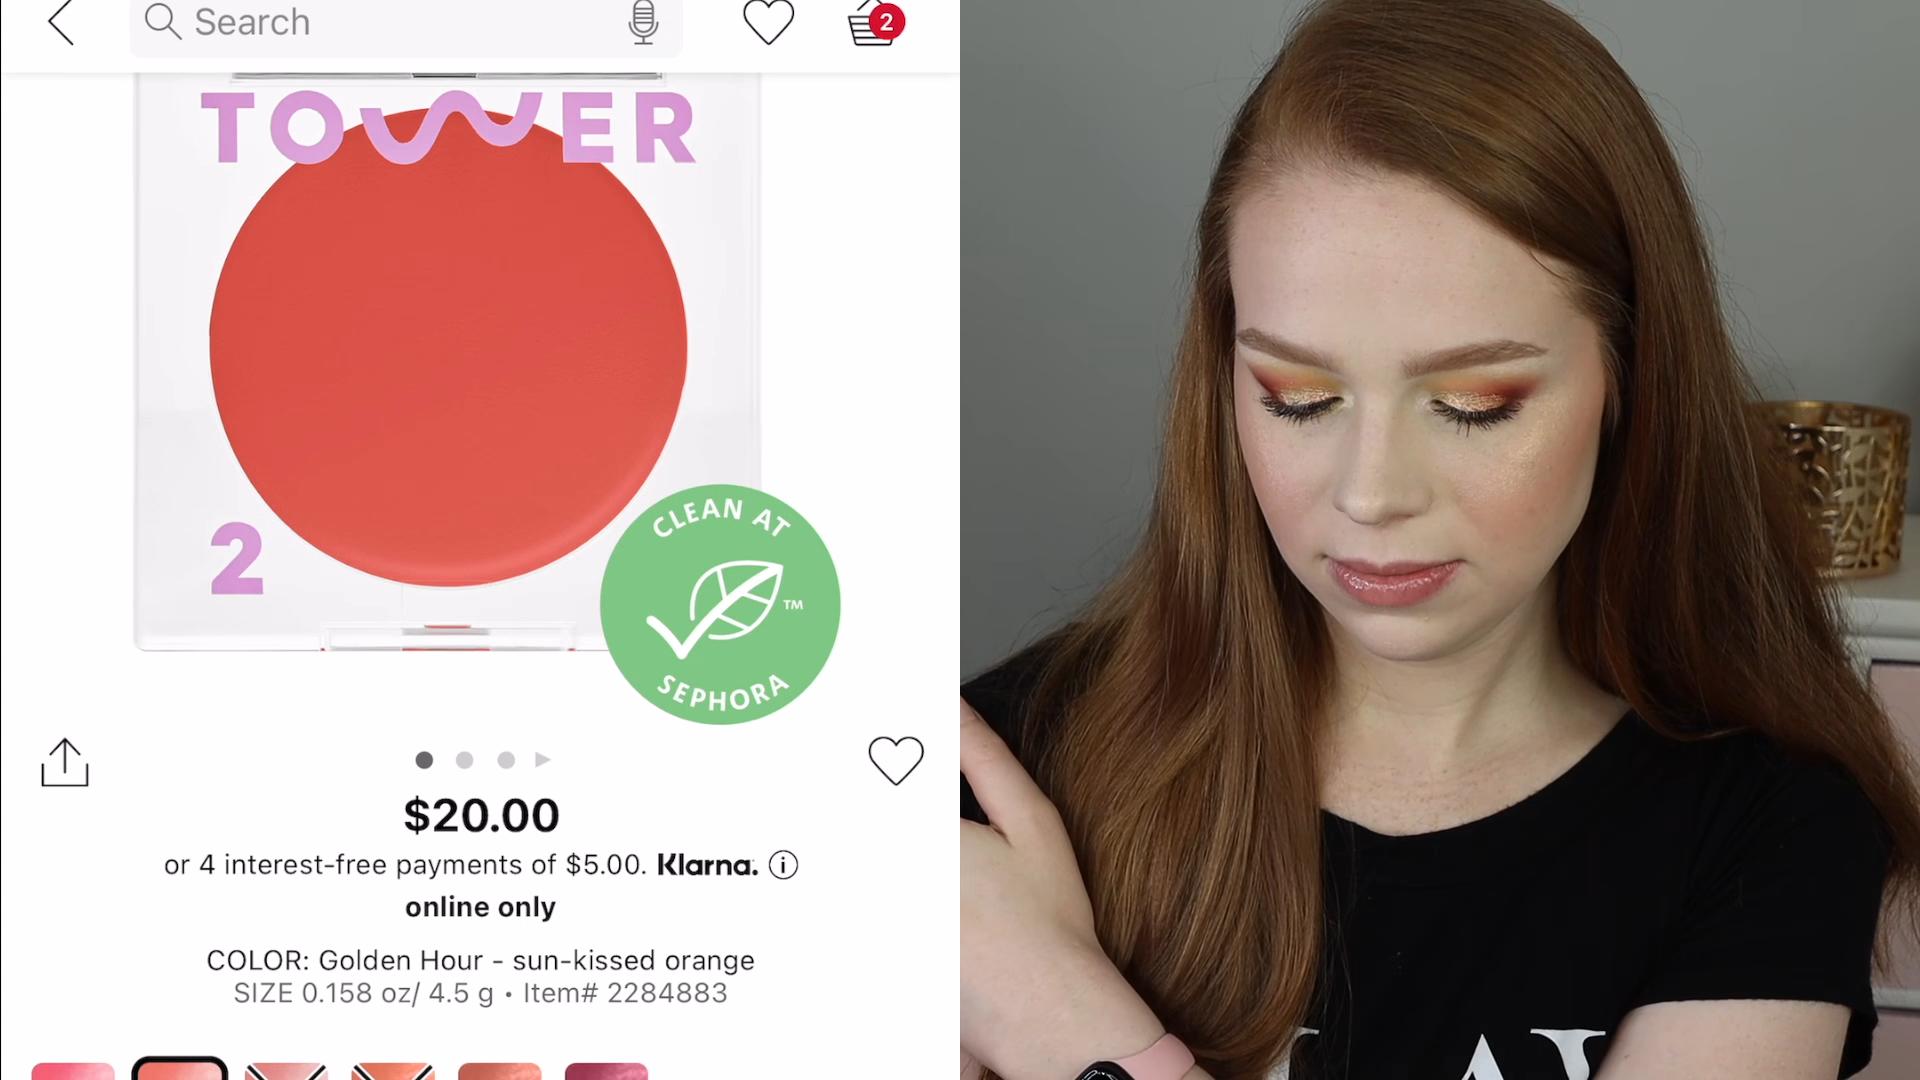 Search
2
TOWER
2
CLEAN AT
SEPHORA
TM
$20.00
or 4 interest-free payments of $5.00. Klarna.
online only
COLOR: Golden Hour - sun-kissed orange
SIZE 0.158 oz/ 4.5 g • Item# 2284883